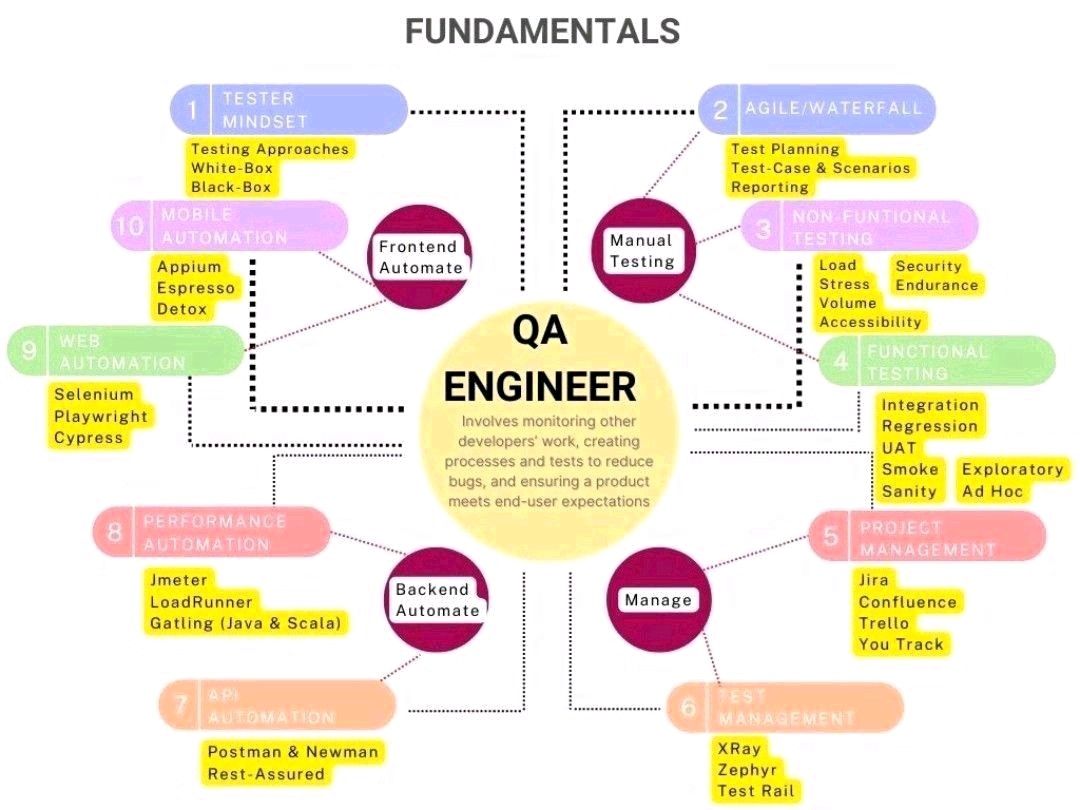 FUNDAMENTALS
1
TESTER
MINDSET
Testing Approaches
White-Box
Black-Box
2
AGILE/WATERFALL
Test Planning
Test-Case & Scenarios
Reporting
10
MOBILE
AUTOMATION
Appium
Espresso
Detox
Frontend
Automate
Manual
Testing
3
NON-FUNTIONAL
TESTING
Load
Stress
Volume
Accessibility
Security
Endurance
9
WEB
AUTOMATION
Selenium
Playwright
Cypress
QA
ENGINEER
Involves monitoring other
developers' work, creating
processes and tests to reduce
bugs, and ensuring a product
meets end-user expectations
4
FUNCTIONAL
TESTING
Integration
Regression
UAT
Smoke
Sanity
Exploratory
Ad Hoc
8
PERFORMANCE
AUTOMATION
Jmeter
LoadRunner
Gatling (Java & Scala)
Backend
Automate
Manage
5
PROJECT
MANAGEMENT
Jira
Confluence
Trello
You Track
7
API
AUTOMATION
Postman & Newman
Rest-Assured
6
TEST
MANAGEMENT
XRay
Zephyr
Test Rail